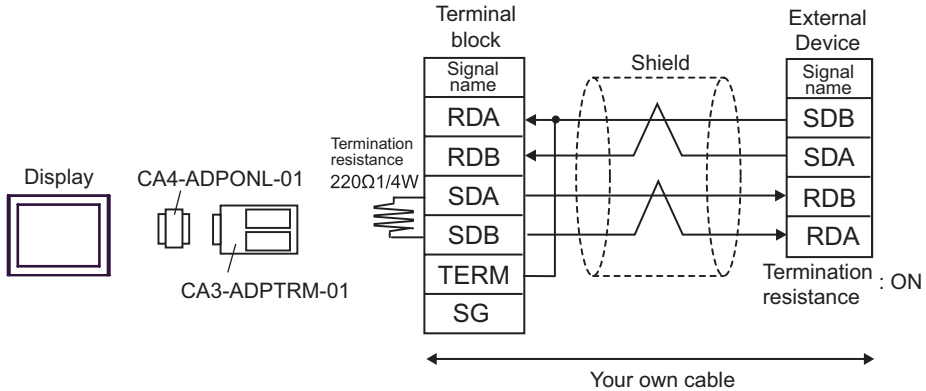 Display
CA4-ADPONL-01
CA3-ADPTRM-01
Terminal
block
Signal
name
RDA
RDB
SDA
SDB
TERM
SG
Termination
resistance
220Ω1/4W
Shield
External
Device
Signal
name
SDB
SDA
RDB
RDA
Termination
resistance : ON
Your own cable